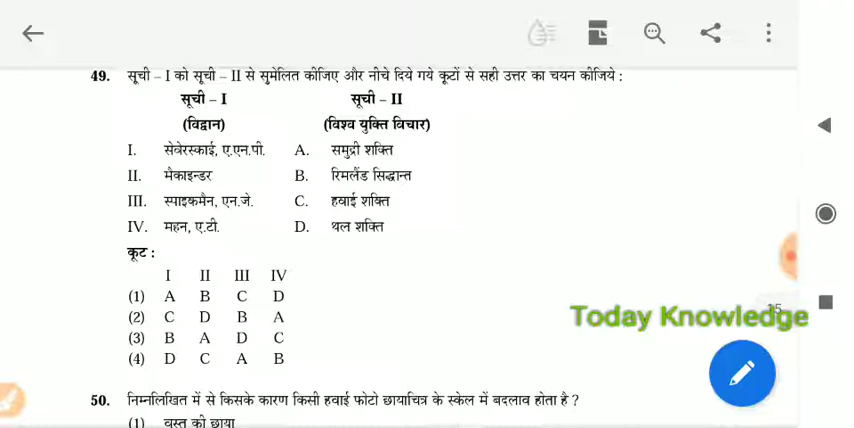 49. सूची – I को सूची – II से सुमेलित कीजिए और नीचे दिये गये कूटों से सही उत्तर का चयन कीजिये :
सूची – I सूची – II
(विद्वान) (विश्व युक्ति विचार)
I. सेवेरस्काई, ए.एन.पी. A. समुद्री शक्ति
II. मैकाइन्डर B. रिमलैंड सिद्धान्त
III. स्पाइकमैन, एन.जे. C. हवाई शक्ति
IV. महन, ए.टी. D. थल शक्ति
कूट :
I II III IV
(1) A B C D
(2) C D B A
(3) B A D C
(4) D C A B
Today Knowledge
50. निम्नलिखित में से किसके कारण किसी हवाई फोटो छायाचित्र के स्केल में बदलाव होता है ?
(1) वस्तु की छाया